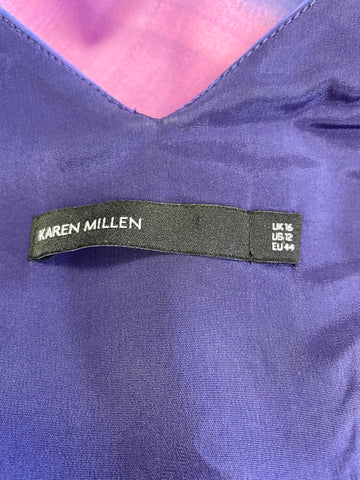 KAREN MILLEN
UK 16
US 12
EU 44